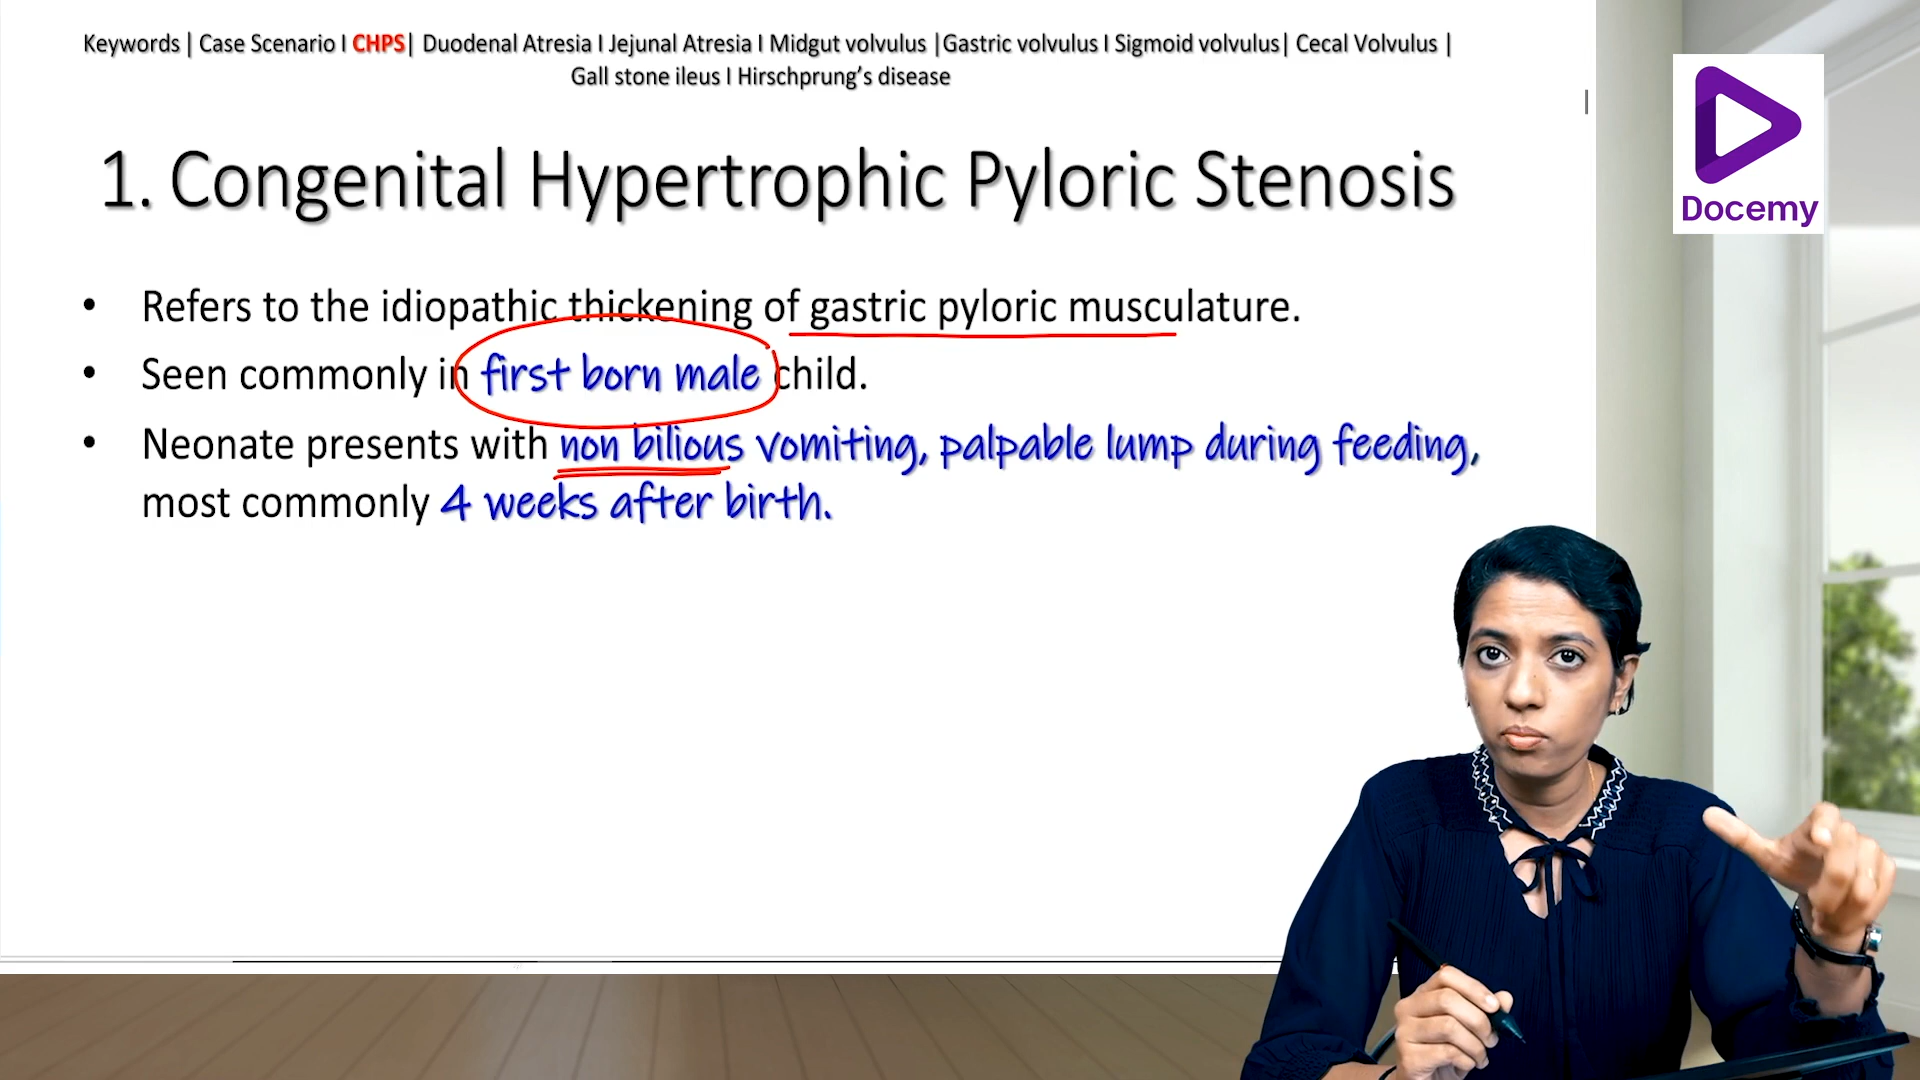 Keywords | Case Scenario I CHPS| Duodenal Atresia I Jejunal Atresia I Midgut volvulus |Gastric volvulus I Sigmoid volvulus| Cecal Volvulus |
Gall stone ileus I Hirschprung’s disease
1. Congenital Hypertrophic Pyloric Stenosis
• Refers to the idiopathic thickening of gastric pyloric musculature.
• Seen commonly in first born male child.
• Neonate presents with non bilious vomiting, palpable lump during feeding,
most commonly 4 weeks after birth.
Docemy